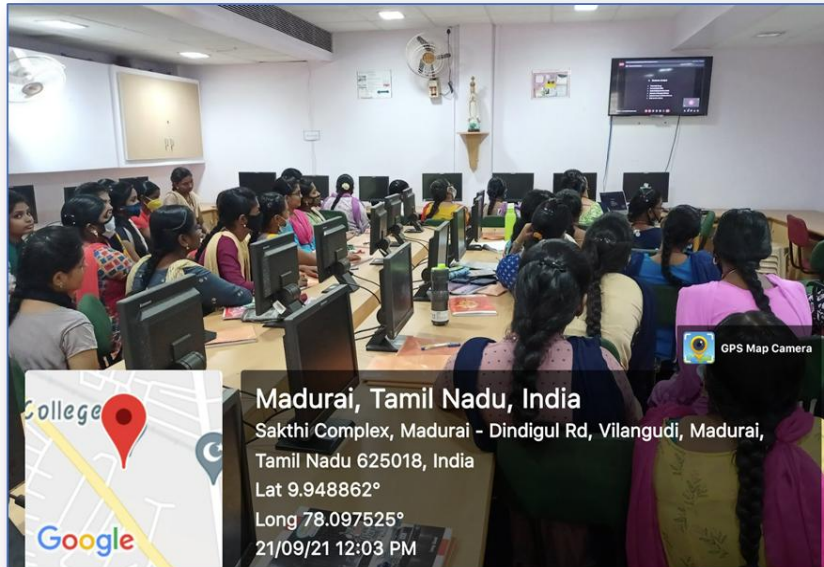 GPS Map Camera
College
Google
Madurai, Tamil Nadu, India
Sakthi Complex, Madurai - Dindigul Rd, Vilangudi, Madurai,
Tamil Nadu 625018, India
Lat 9.948862°
Long 78.097525°
21/09/21 12:03 PM